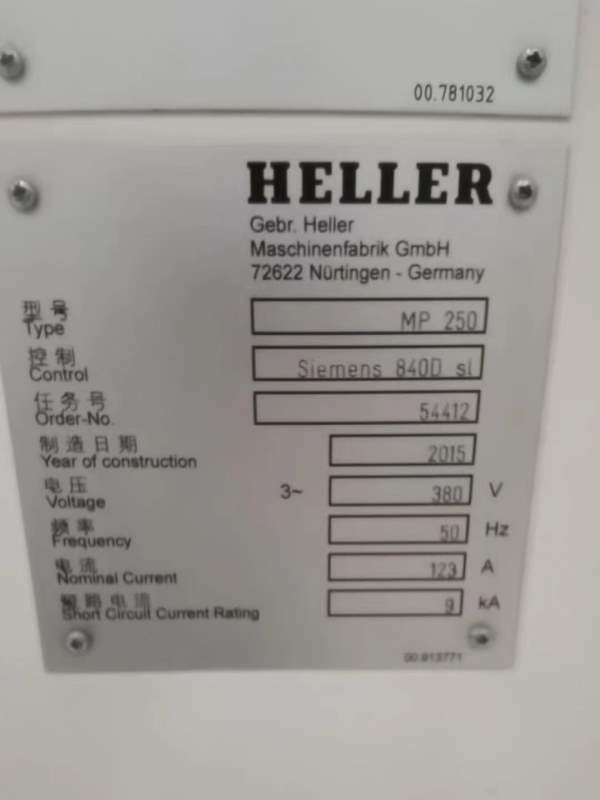 00.781032
HELLER
Gebr. Heller
Maschinenfabrik GmbH
72622 Nürtingen - Germany
型号
Type
MP 250
控制
Control
Siemens 840D sl
任务号
Order-No.
54412
制造日期
Year of construction
2015
电压
Voltage
3~ 380 V
频率
Frequency
50 Hz
电流
Nominal Current
123 A
路电流
Short Circuit Current Rating
9 kA
00.913771